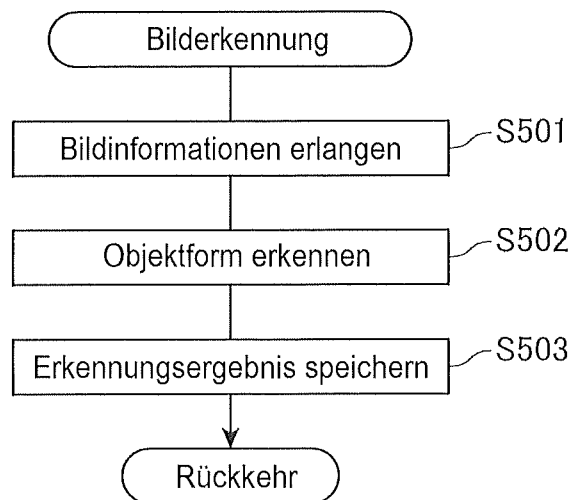 Bilderkennung
Bildinformationen erlangen
S501
Objektform erkennen
S502
Erkennungsergebnis speichern
S503
Rückkehr